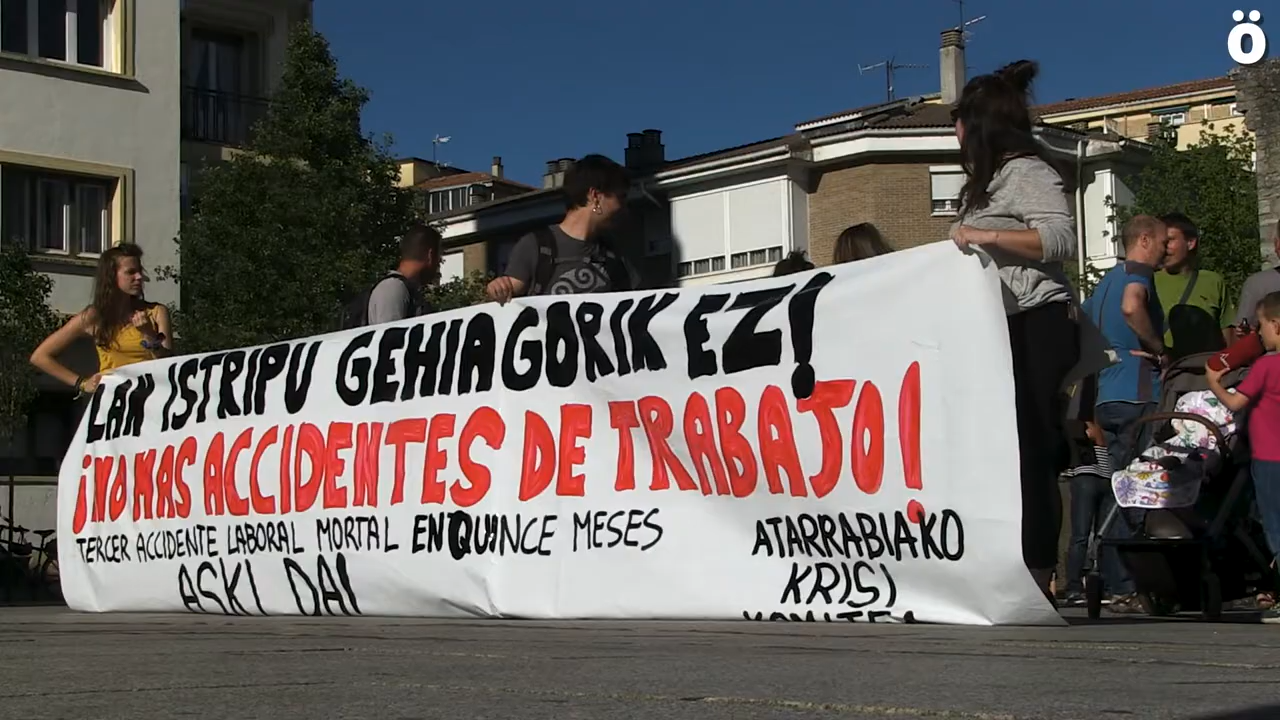 ö
LAN ISTRIPU GEHIAGORIK EZ!
¡NO MAS ACCIDENTES DE TRABAJO!
TERCER ACCIDENTE LABORAL MORTAL EN QUINCE MESES
ASKI DA!
ATARRABIAKO
KRISI
KOMITEA